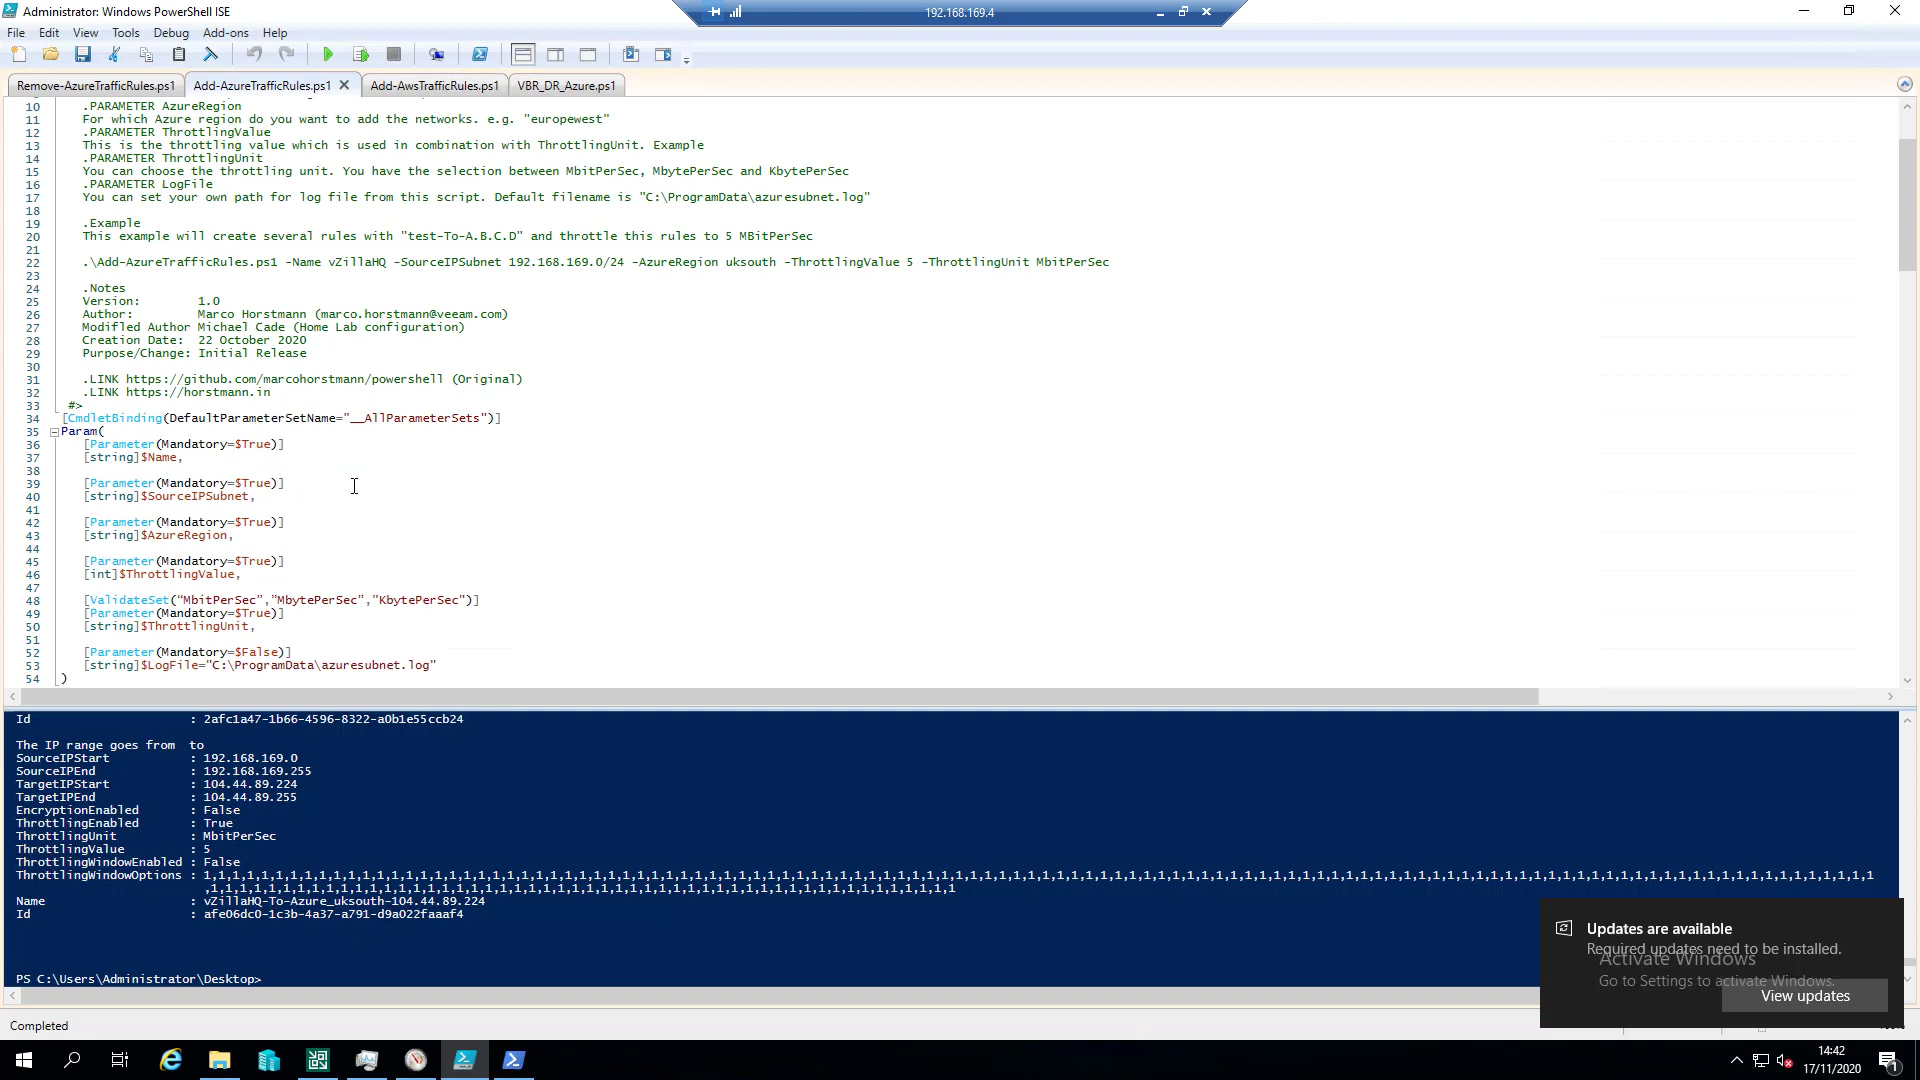 Administrator: Windows PowerShell ISE
192.168.169.4
File Edit View Tools Debug Add-ons Help
Remove-AzureTrafficRules.ps1 Add-AzureTrafficRules.ps1 Add-AwsTrafficRules.ps1 VBR_DR_Azure.ps1
10 .PARAMETER AzureRegion
11 For which Azure region do you want to add the networks. e.g. "europewest"
12 .PARAMETER ThrottlingValue
13 This is the throttling value which is used in combination with ThrottlingUnit. Example
14 .PARAMETER ThrottlingUnit
15 You can choose the throttling unit. You have the selection between MbitPerSec, MbytePerSec and KbytePerSec
16 .PARAMETER LogFile
17 You can set your own path for log file from this script. Default filename is "C:\ProgramData\azuresubnet.log"
18
19 .Example
20 This example will create several rules with "test-To-A.B.C.D" and throttle this rules to 5 MBitPerSec
21
22 .\Add-AzureTrafficRules.ps1 -Name vZillaHQ -SourceIPSubnet 192.168.169.0/24 -AzureRegion uksouth -ThrottlingValue 5 -ThrottlingUnit MbitPerSec
23
24 .Notes
25 Version: 1.0
26 Author: Marco Horstmann (marco.horstmann@veeam.com)
27 Modifled Author Michael Cade (Home Lab configuration)
28 Creation Date: 22 October 2020
29 Purpose/Change: Initial Release
30
31 .LINK https://github.com/marcohorstmann/powershell (Original)
32 .LINK https://horstmann.in
33 #>
34 [CmdletBinding(DefaultParameterSetName="__AllParameterSets")]
35 Param(
36 [Parameter(Mandatory=$True)]
37 [string]$Name,
38
39 [Parameter(Mandatory=$True)]
40 [string]$SourceIPSubnet,
41
42 [Parameter(Mandatory=$True)]
43 [string]$AzureRegion,
44
45 [Parameter(Mandatory=$True)]
46 [int]$ThrottlingValue,
47
48 [ValidateSet(“MbitPerSec”,”MbytePerSec”,”KbytePerSec”)]
49 [Parameter(Mandatory=$True)]
50 [string]$ThrottlingUnit,
51
52 [Parameter(Mandatory=$False)]
53 [string]$LogFile="C:\ProgramData\azuresubnet.log"
54 )
Id : 2afc1a47-1b66-4596-8322-a0b1e55ccb24
The IP range goes from to
SourceIPStart : 192.168.169.0
SourceIPEnd : 192.168.169.255
TargetIPStart : 104.44.89.224
TargetIPEnd : 104.44.89.255
EncryptionEnabled : False
ThrottlingEnabled : True
ThrottlingUnit : MbitPerSec
ThrottlingValue : 5
ThrottlingWindowEnabled : False
ThrottlingWindowOptions :
Name : vZillaHQ-To-Azure_uksouth-104.44.89.224
Id : afe06dc0-1c3b-4a37-a791-d9a022faaaf4
PS C:\Users\Administrator\Desktop>
Updates are available
Required updates need to be installed.
Activate Windows
Go to Settings to activate Windows.
View updates
Completed
14:42
17/11/2020
1